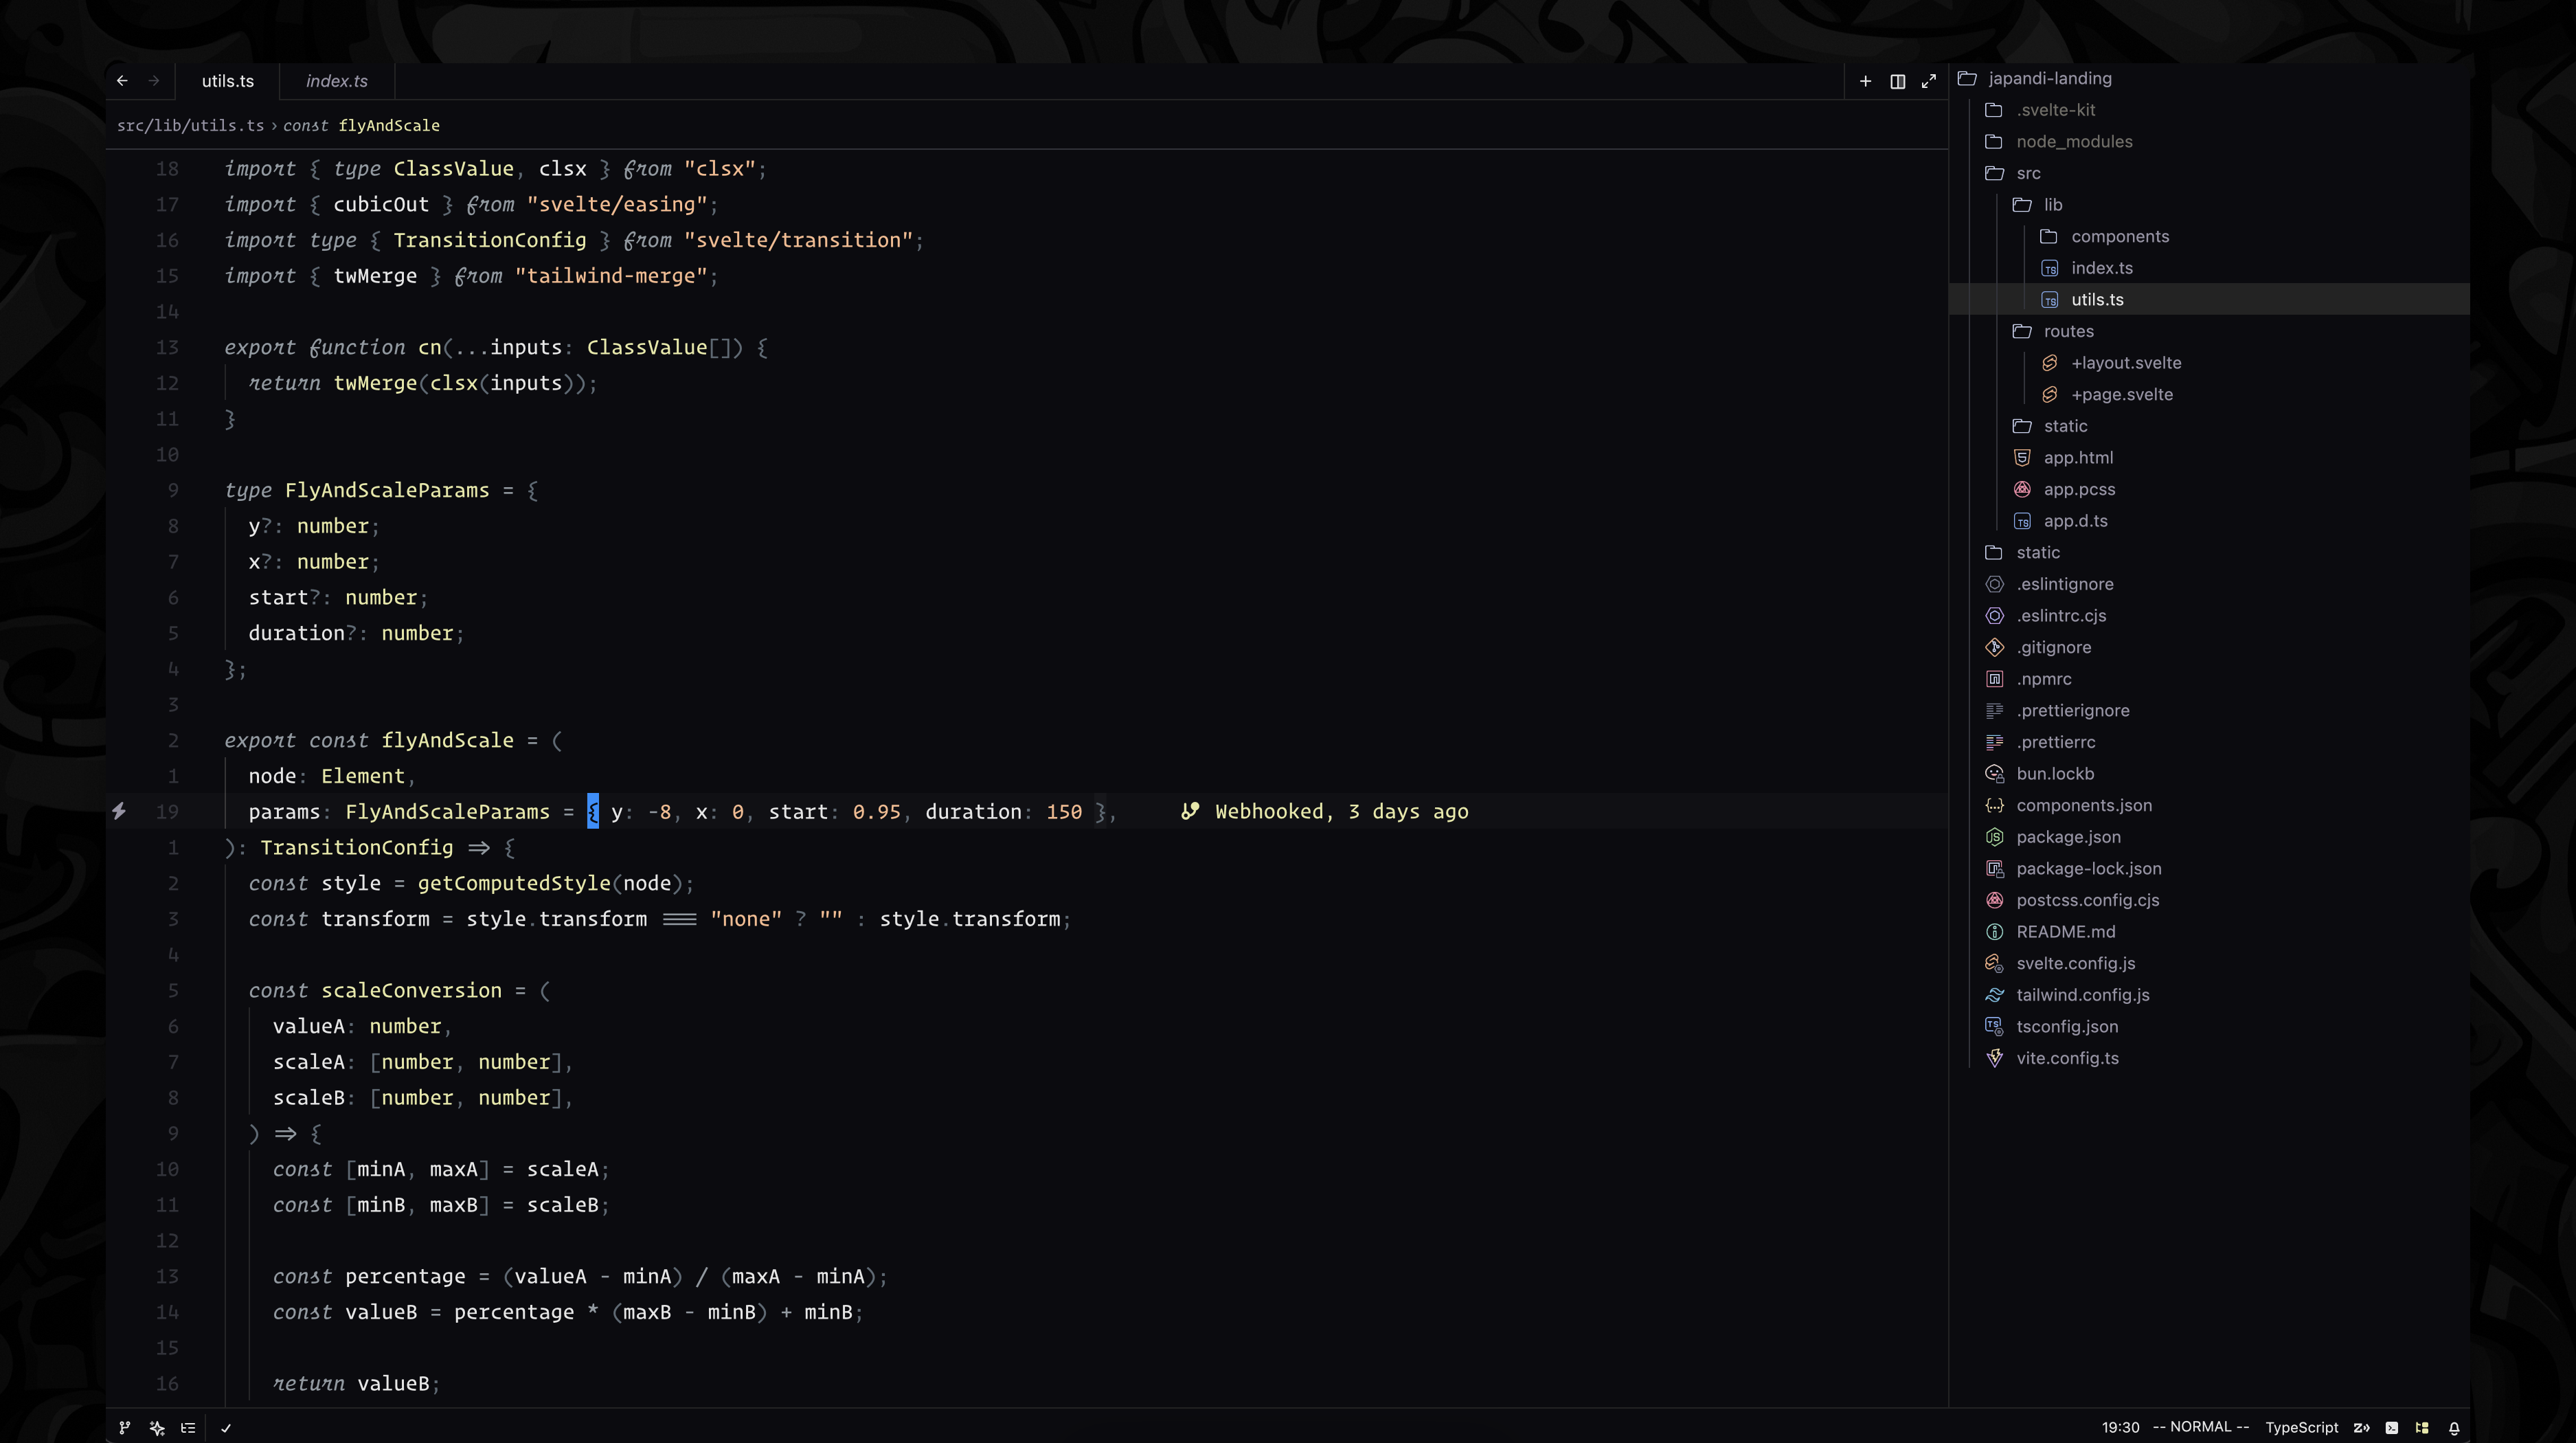 utils.ts index.ts
src/lib/utils.ts › const flyAndScale
18 import { type ClassValue, clsx } from "clsx";
17 import { cubicOut } from "svelte/easing";
16 import type { TransitionConfig } from "svelte/transition";
15 import { twMerge } from "tailwind-merge";
14
13 export function cn(...inputs: ClassValue[]) {
12 return twMerge(clsx(inputs));
11 }
10
9 type FlyAndScaleParams = {
8 y?: number;
7 x?: number;
6 start?: number;
5 duration?: number;
4 };
3
2 export const flyAndScale = (
1 node: Element,
19 params: FlyAndScaleParams = { y: -8, x: 0, start: 0.95, duration: 150 }, Webhooked, 3 days ago
1 ): TransitionConfig => {
2 const style = getComputedStyle(node);
3 const transform = style.transform === "none" ? "" : style.transform;
4
5 const scaleConversion = (
6 valueA: number,
7 scaleA: [number, number],
8 scaleB: [number, number],
9 ) => {
10 const [minA, maxA] = scaleA;
11 const [minB, maxB] = scaleB;
12
13 const percentage = (valueA - minA) / (maxA - minA);
14 const valueB = percentage * (maxB - minB) + minB;
15
16 return valueB;
japandi-landing
.svelte-kit
node_modules
src
lib
components
index.ts
utils.ts
routes
+layout.svelte
+page.svelte
static
app.html
app.pcss
app.d.ts
static
.eslintignore
.eslintrc.cjs
.gitignore
.npmrc
.prettierignore
.prettierrc
bun.lockb
components.json
package.json
package-lock.json
postcss.config.cjs
README.md
svelte.config.js
tailwind.config.js
tsconfig.json
vite.config.ts
19:30 -- NORMAL -- TypeScript